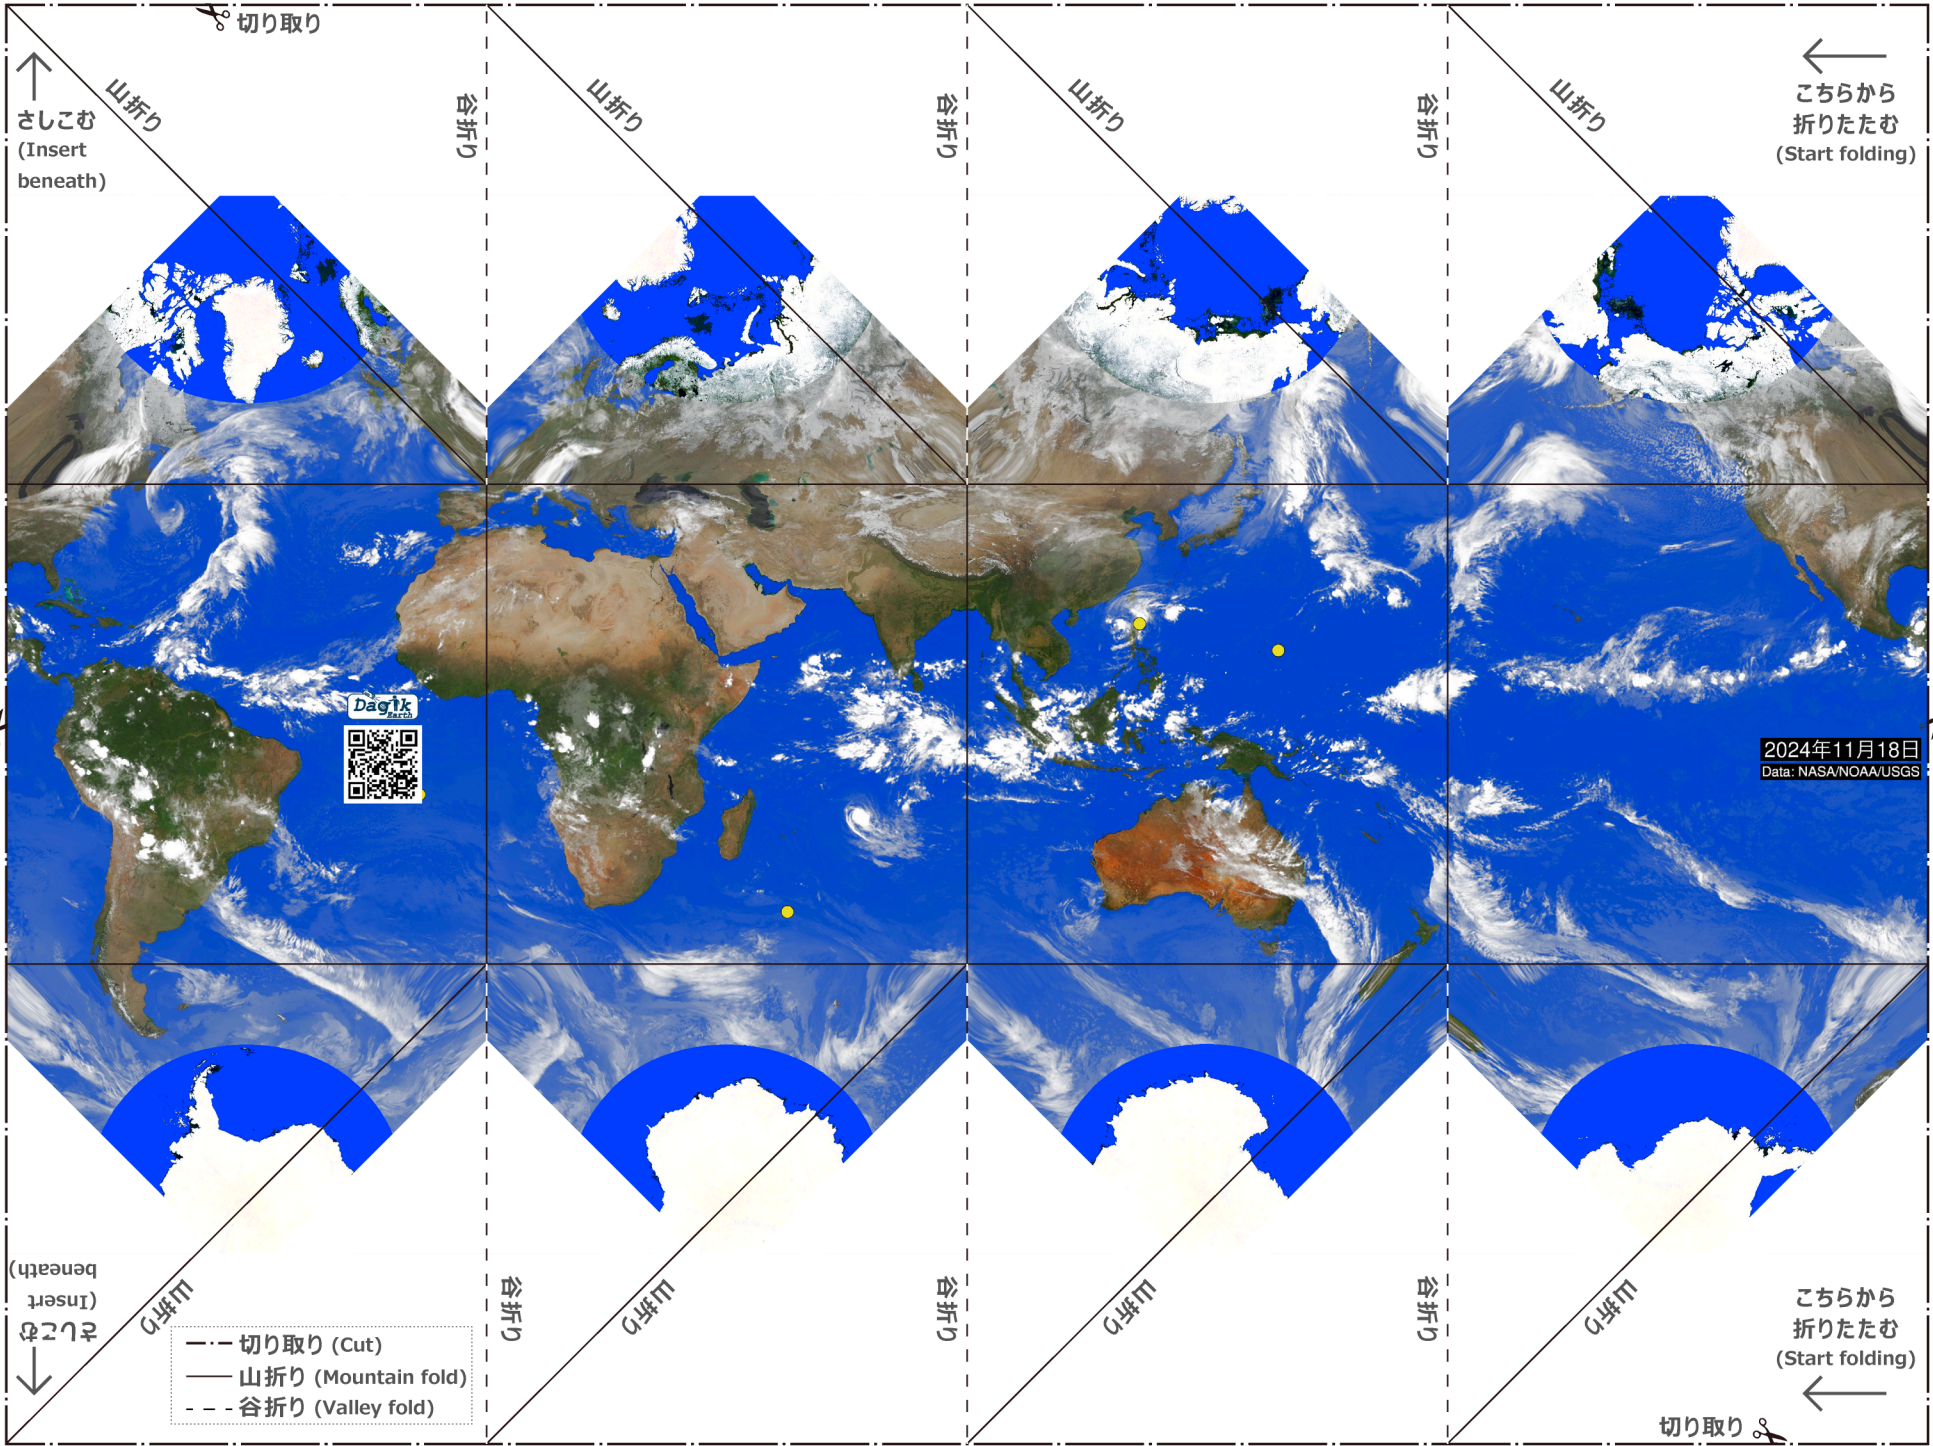 切り取り
山折り
谷折り
山折り
谷折り
山折り
谷折り
山折り
さしこむ
(Insert
beneath)
こちらから
折りたたむ
(Start folding)
Dagik
Earth
2024年11月18日
Data: NASA/NOAA/USGS
さしこむ
(Insert
beneath)
山折り
谷折り
山折り
谷折り
山折り
谷折り
山折り
こちらから
折りたたむ
(Start folding)
切り取り (Cut)
山折り (Mountain fold)
谷折り (Valley fold)
切り取り